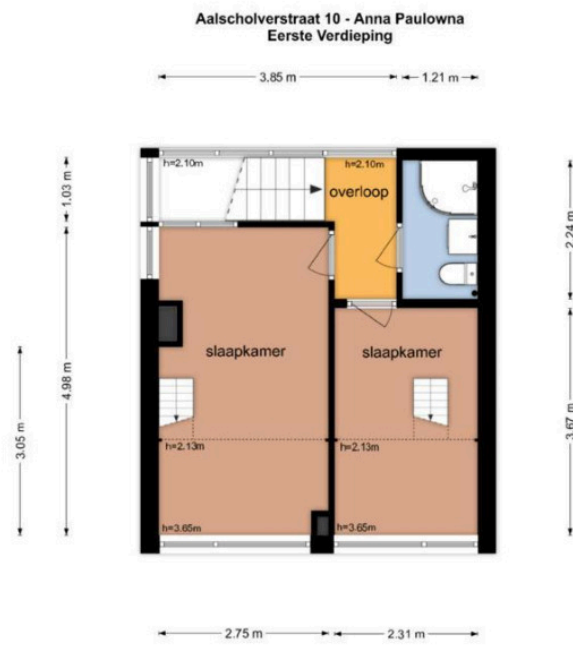 Aalscholverstraat 10 - Anna Paulowna
Eerste Verdieping
3.85 m
1.21 m
h=2.10m
h=2.10m
overloop
1.03 m
2.24 m
4.98 m
3.05 m
slaapkamer
slaapkamer
3.67 m
h=2.13m
h=2.13m
h=3.65m
h=3.65m
2.75 m
2.31 m